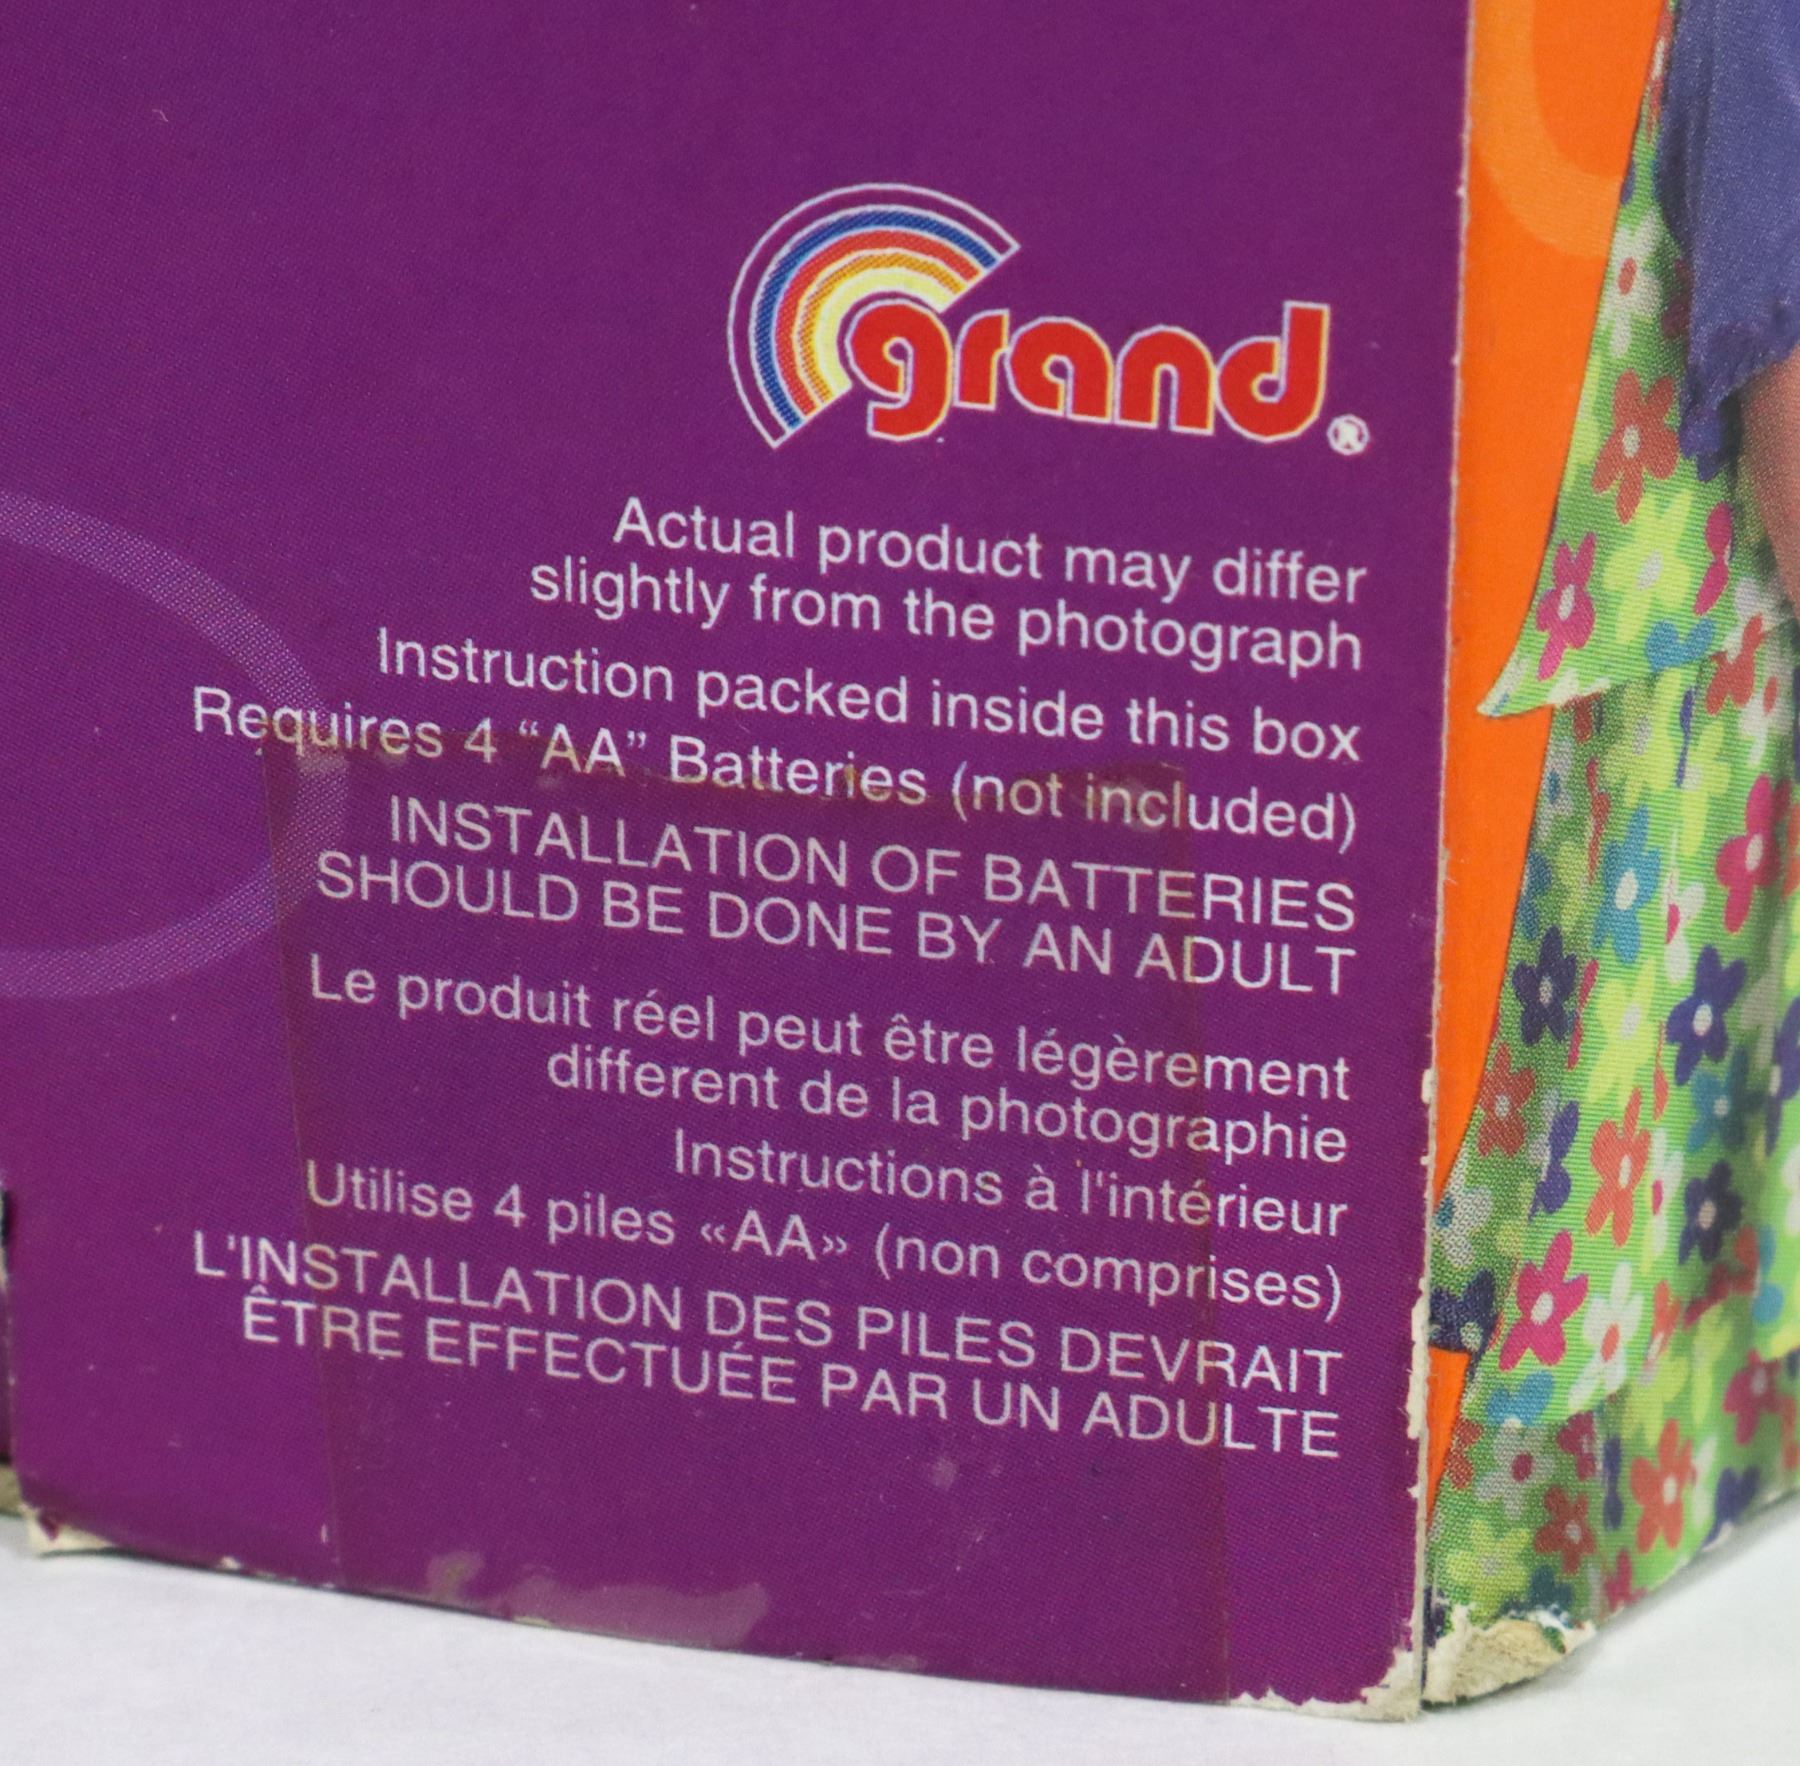 grand®
Actual product may differ
slightly from the photograph
Instruction packed inside this box
Requires 4 “AA” Batteries (not included)
INSTALLATION OF BATTERIES
SHOULD BE DONE BY AN ADULT
Le produit réel peut être légèrement
different de la photographie
Instructions à l'intérieur
Utilise 4 piles «AA» (non comprises)
L'INSTALLATION DES PILES DEVRAIT
ÊTRE EFFECTUÉE PAR UN ADULTE